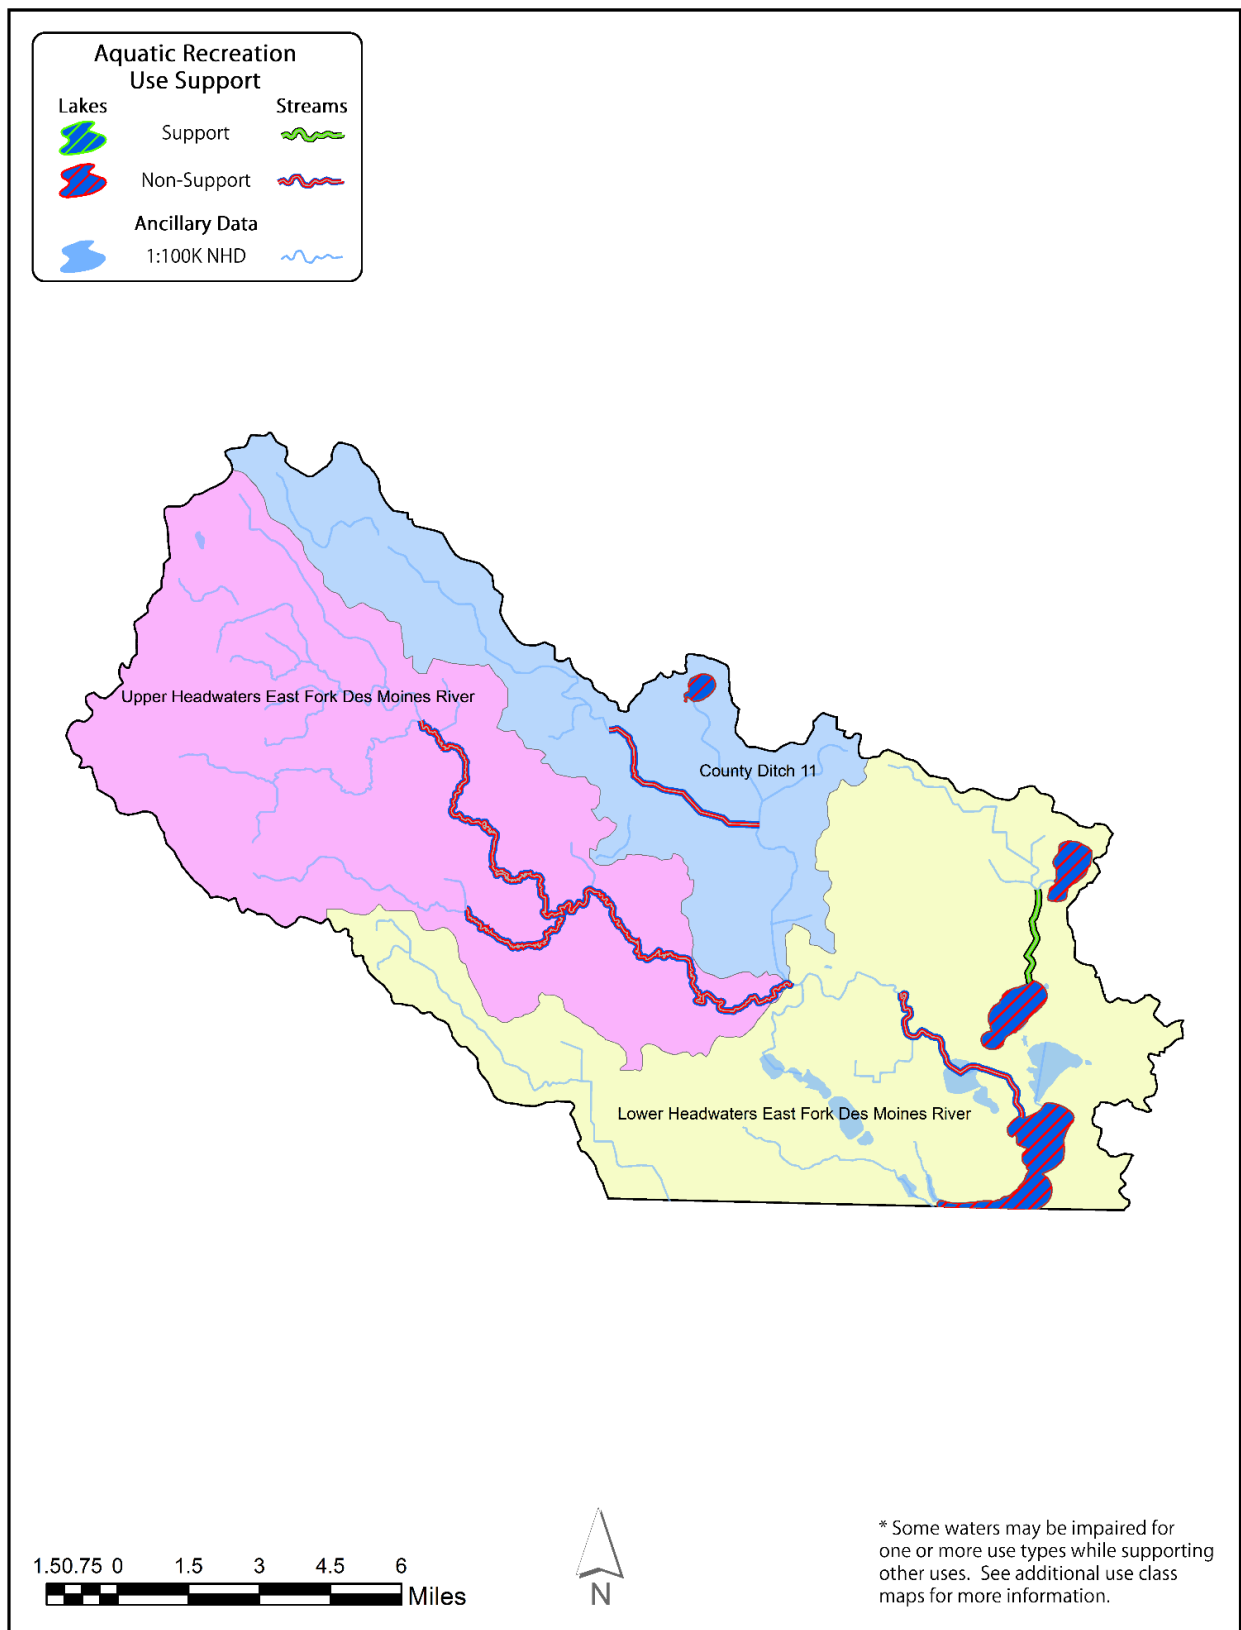 Aquatic Recreation
Use Support
Lakes
Streams
Support
Non-Support
Ancillary Data
1:100K NHD
Upper Headwaters East Fork Des Moines River
County Ditch 11
Lower Headwaters East Fork Des Moines River
1.5 0.75 0 1.5 3 4.5 6
Miles
N
* Some waters may be impaired for
one or more use types while supporting
other uses. See additional use class
maps for more information.